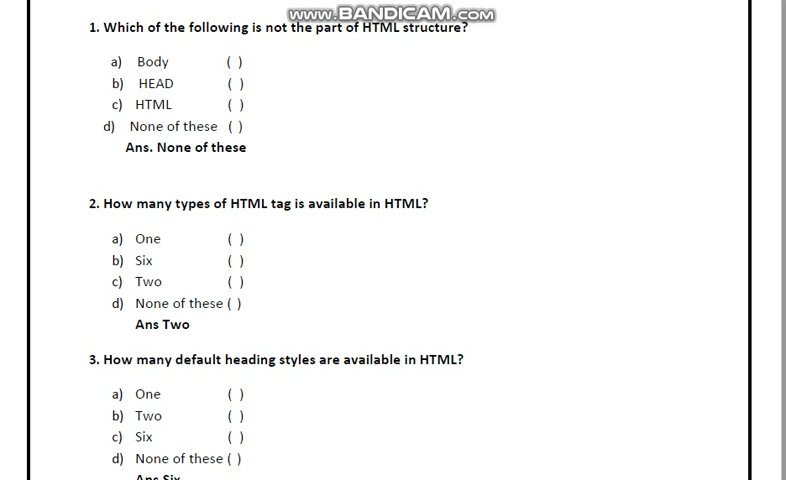 www.BANDICAM.com
1. Which of the following is not the part of HTML structure?
a) Body ( )
b) HEAD ( )
c) HTML ( )
d) None of these ( )
Ans. None of these
2. How many types of HTML tag is available in HTML?
a) One ( )
b) Six ( )
c) Two ( )
d) None of these ( )
Ans Two
3. How many default heading styles are available in HTML?
a) One ( )
b) Two ( )
c) Six ( )
d) None of these ( )
Ans Six